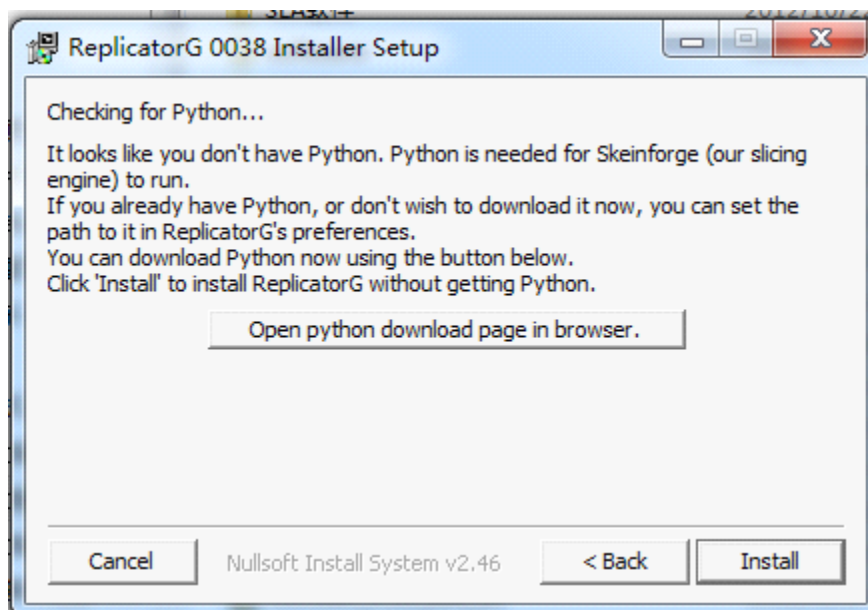 2012/10/2
ReplicatorG 0038 Installer Setup
Checking for Python...
It looks like you don't have Python. Python is needed for Skeinforge (our slicing
engine) to run.
If you already have Python, or don't wish to download it now, you can set the
path to it in ReplicatorG's preferences.
You can download Python now using the button below.
Click 'Install' to install ReplicatorG without getting Python.
Open python download page in browser.
Cancel
Nullsoft Install System v2.46
< Back
Install